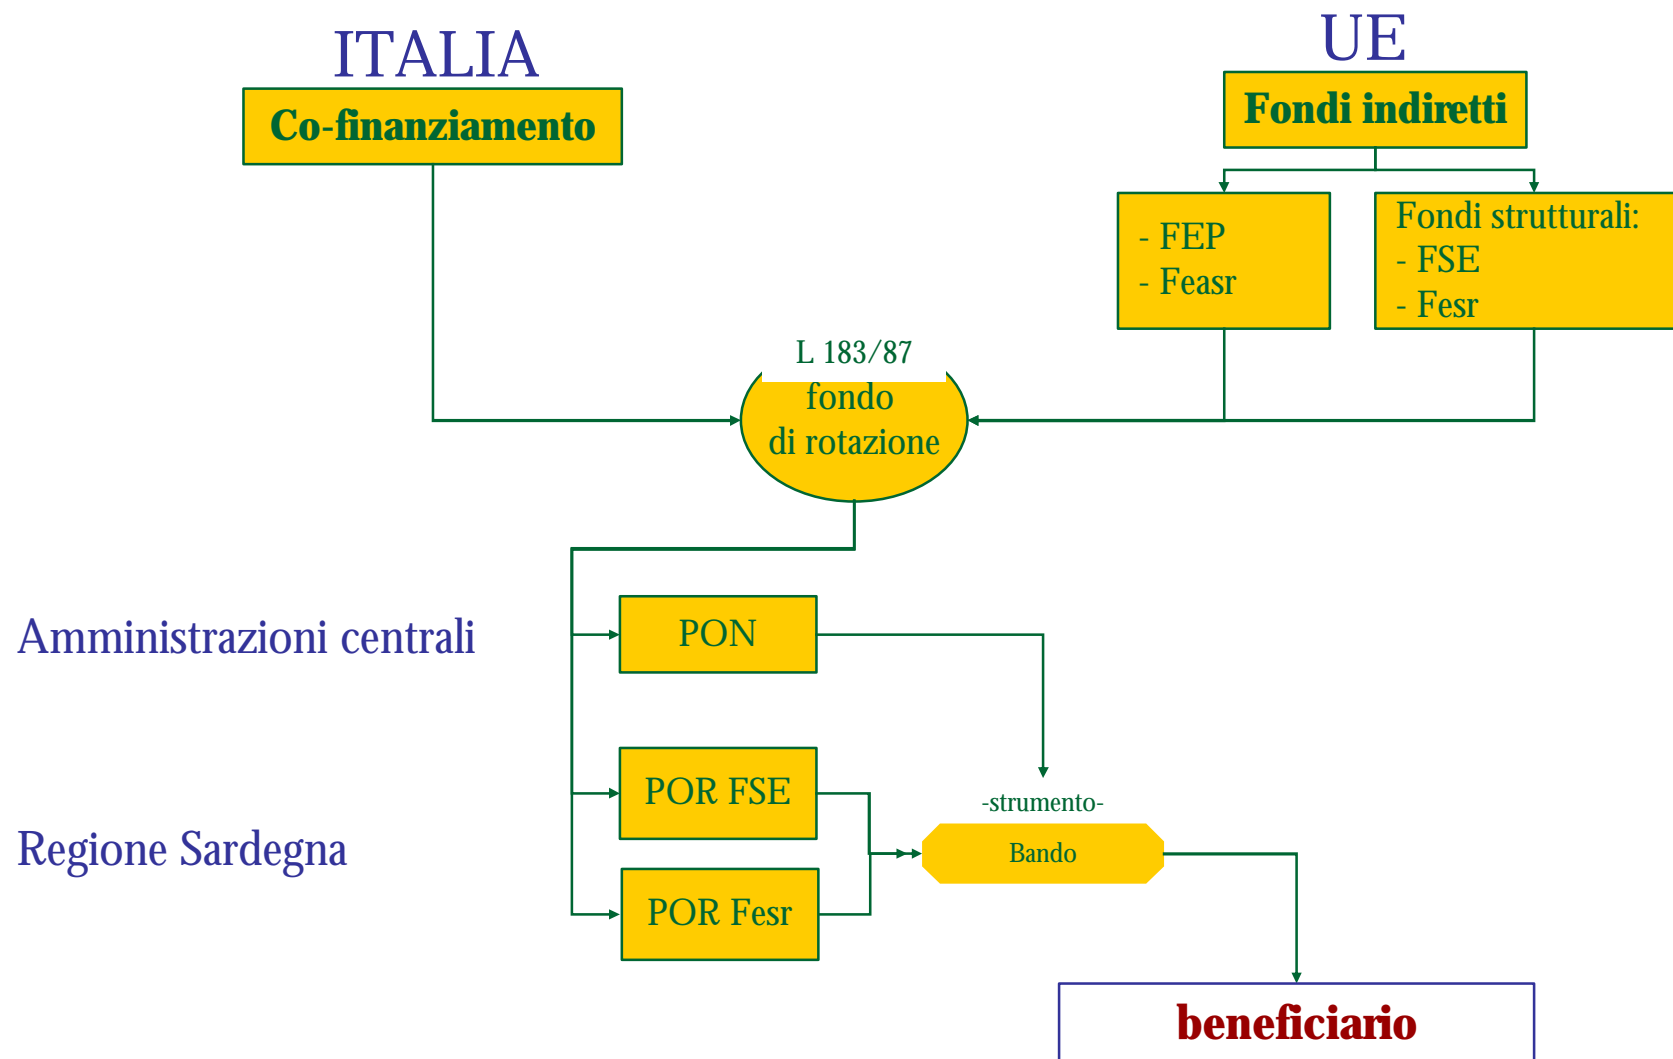 ITALIA
UE
Co-finanziamento
Fondi indiretti
- FEP
- Feasr
Fondi strutturali:
- FSE
- Fesr
L 183/87
fondo
di rotazione
Amministrazioni centrali
PON
POR FSE
-strumento-
Regione Sardegna
Bando
POR Fesr
beneficiario